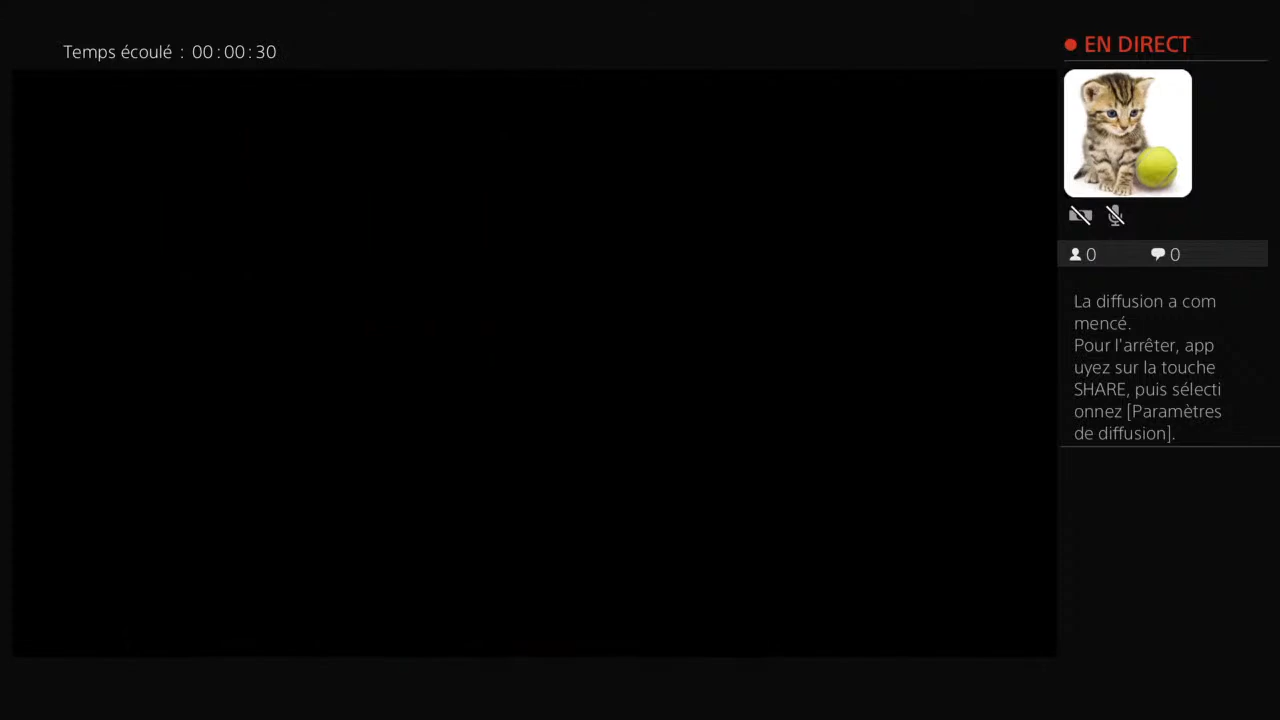 Temps écoulé : 00:00:30
EN DIRECT
0 0
La diffusion a com
mencé.
Pour l'arrêter, app
uyez sur la touche
SHARE, puis sélecti
onnez [Paramètres
de diffusion].